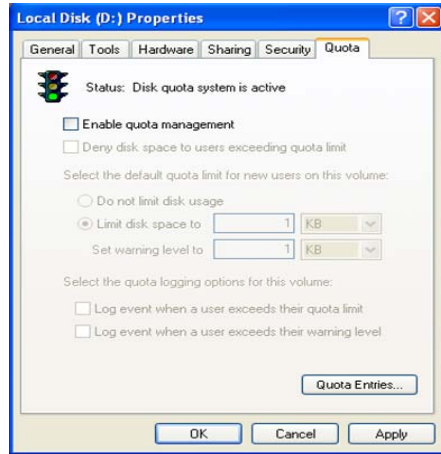 Local Disk (D:) Properties
General Tools Hardware Sharing Security Quota
Status: Disk quota system is active
Enable quota management
Deny disk space to users exceeding quota limit
Select the default quota limit for new users on this volume:
Do not limit disk usage
Limit disk space to 1 KB
Set warning level to 1 KB
Select the quota logging options for this volume:
Log event when a user exceeds their quota limit
Log event when a user exceeds their warning level
Quota Entries...
OK Cancel Apply